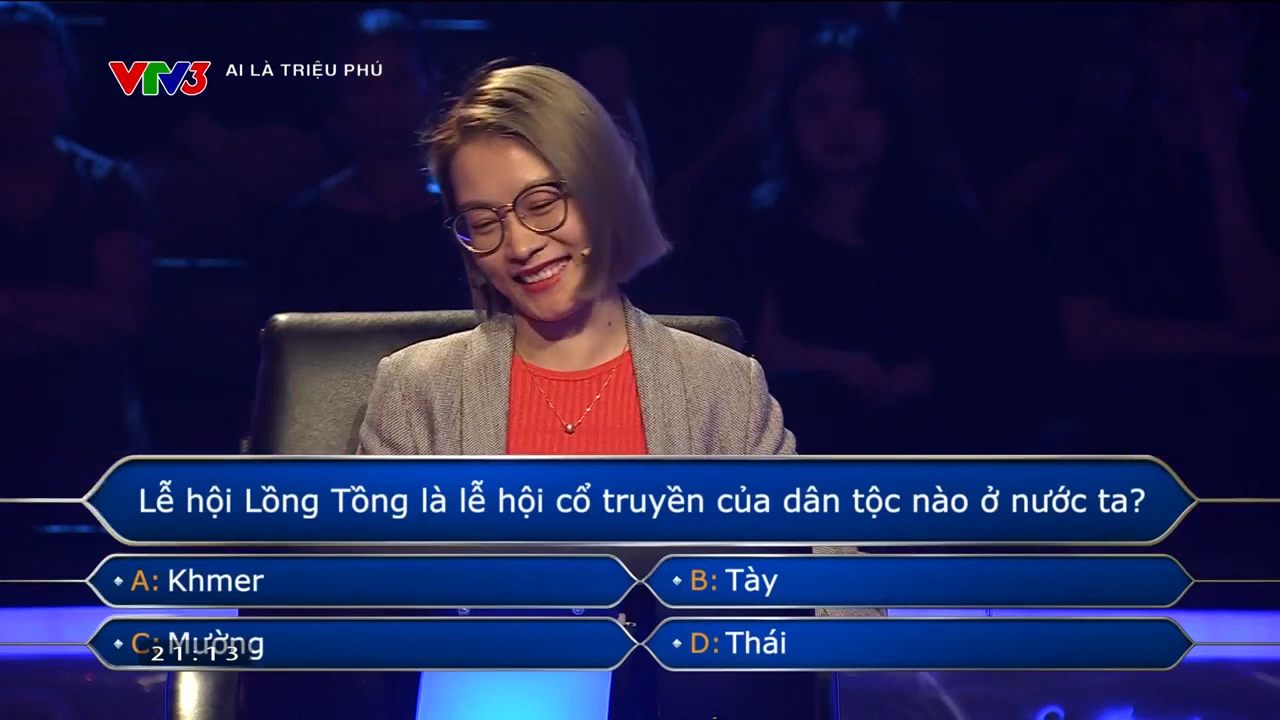 VTV3 AI LÀ TRIỆU PHÚ
Lễ hội Lồng Tồng là lễ hội cổ truyền của dân tộc nào ở nước ta?
A: Khmer
B: Tày
C: Mường
D: Thái
21:13